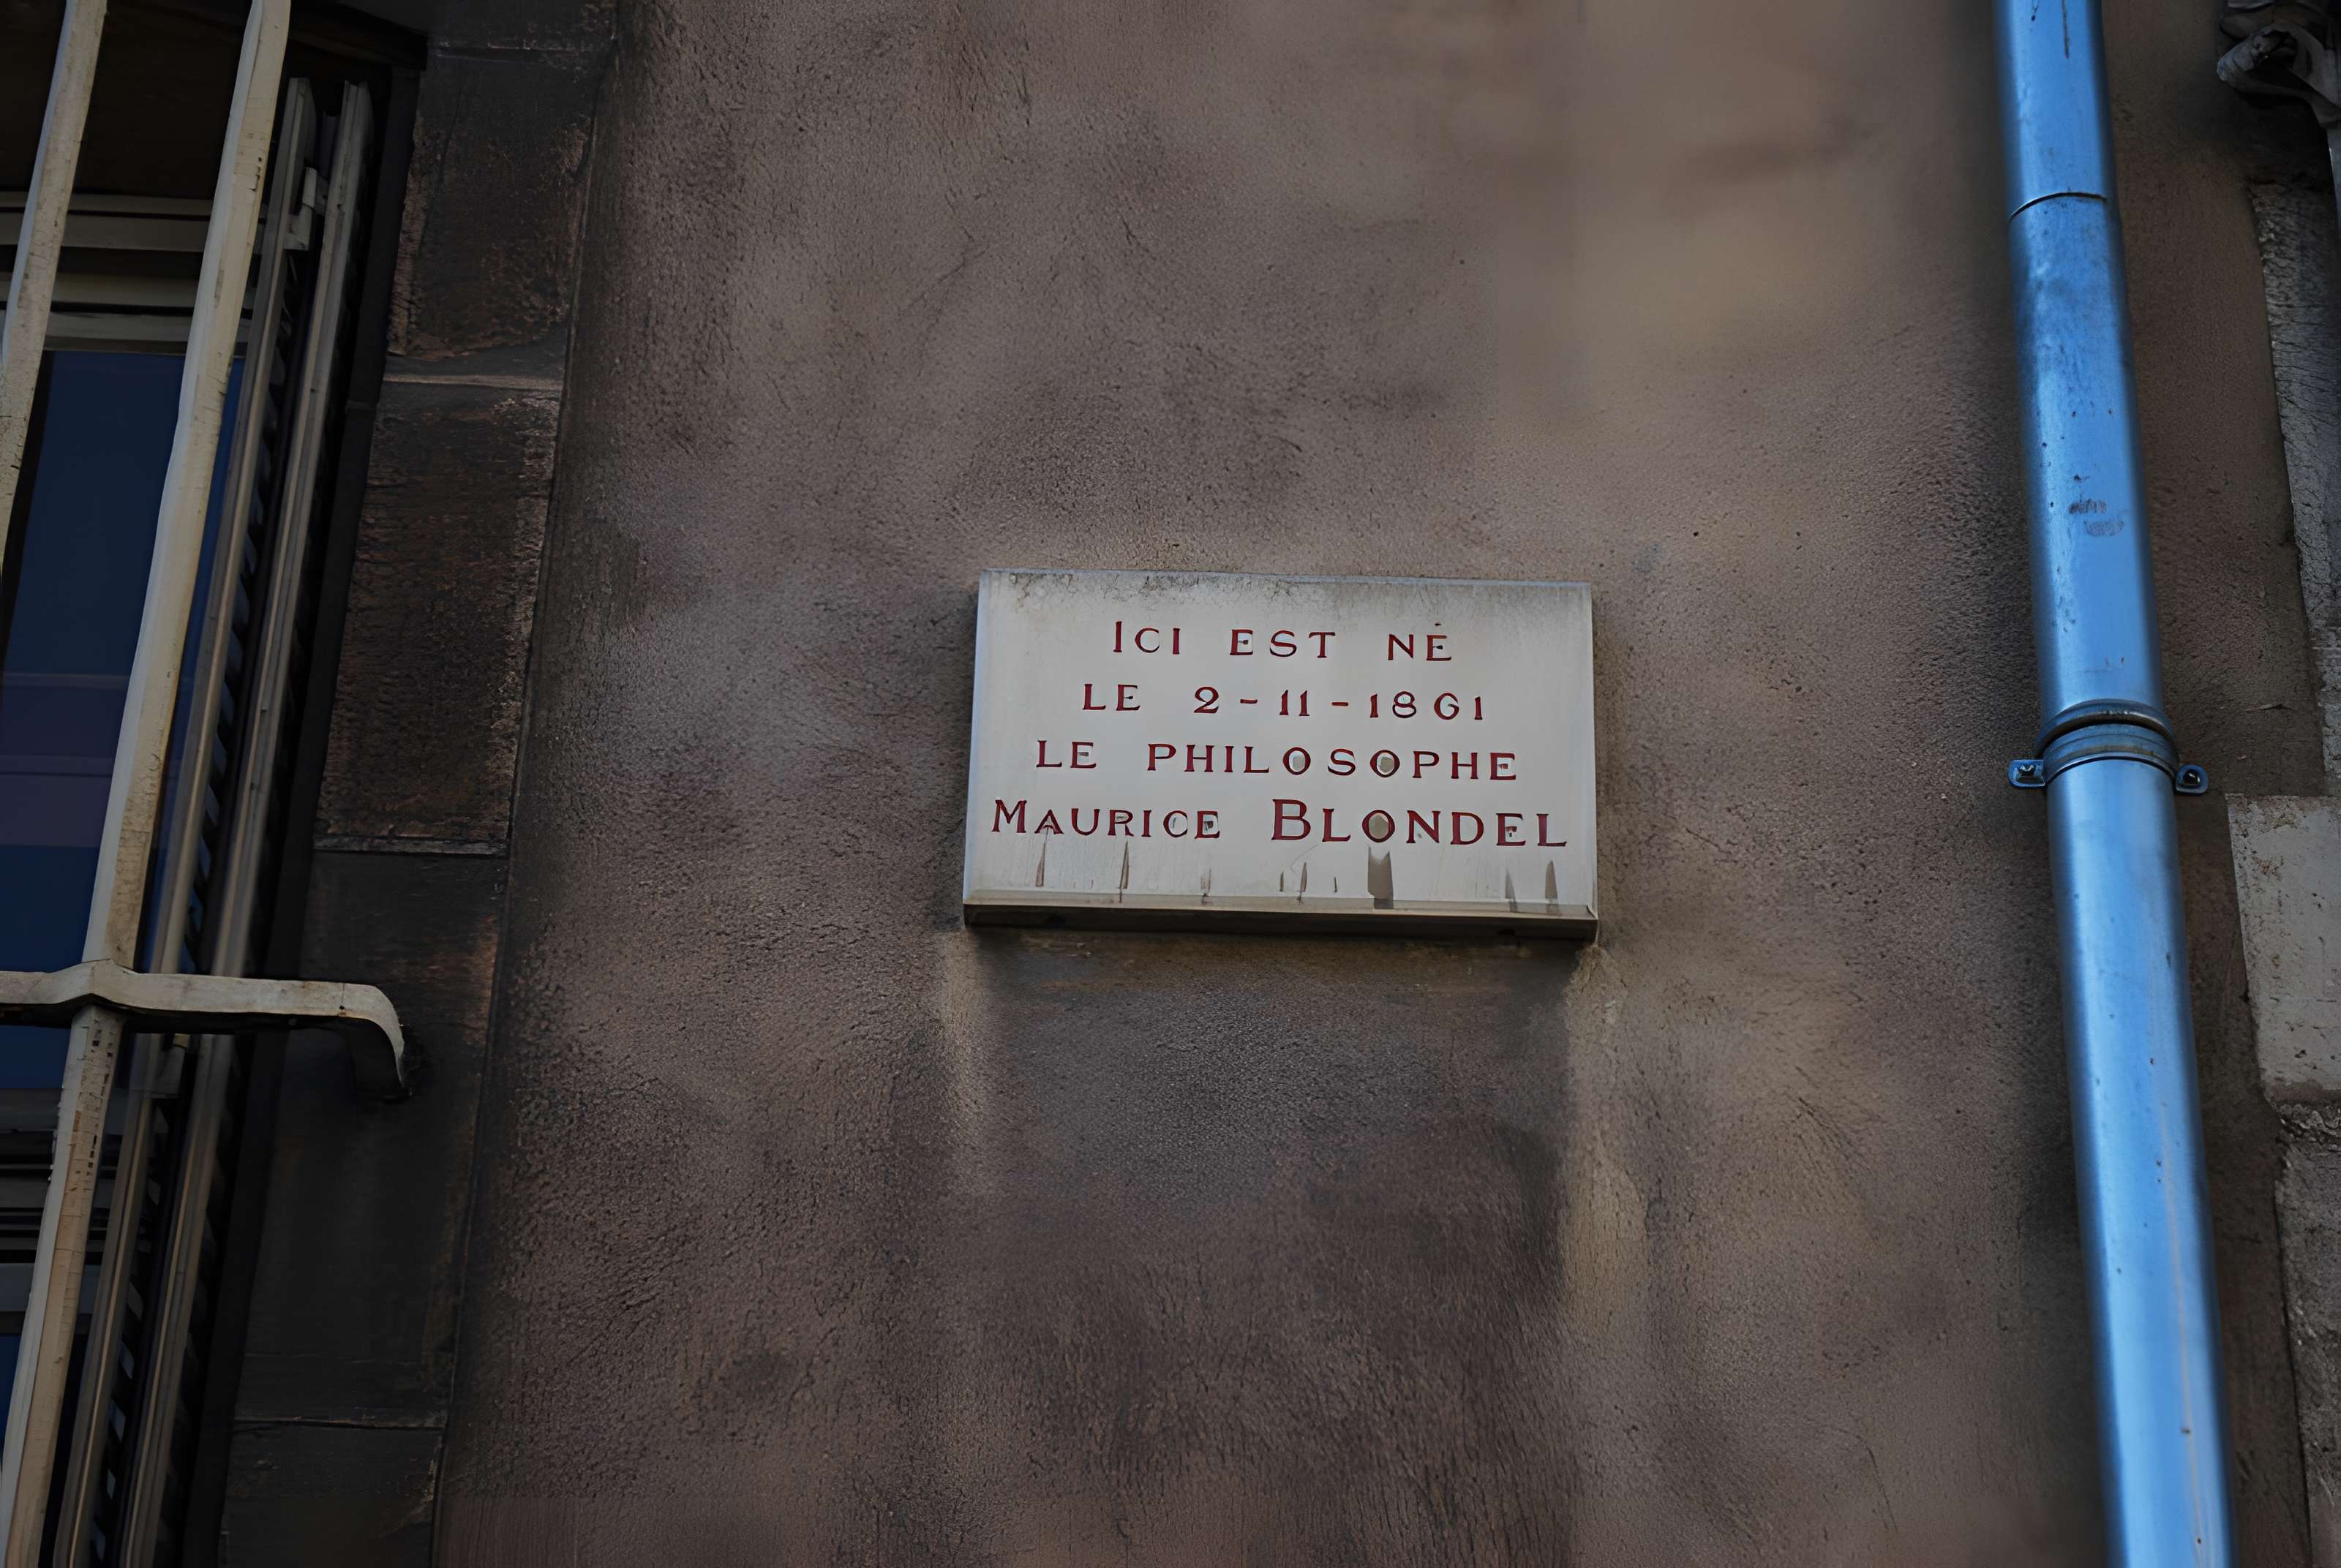 ICI EST NÉ
LE 2-11-1861
LE PHILOSOPHE
MAURICE BLONDEL